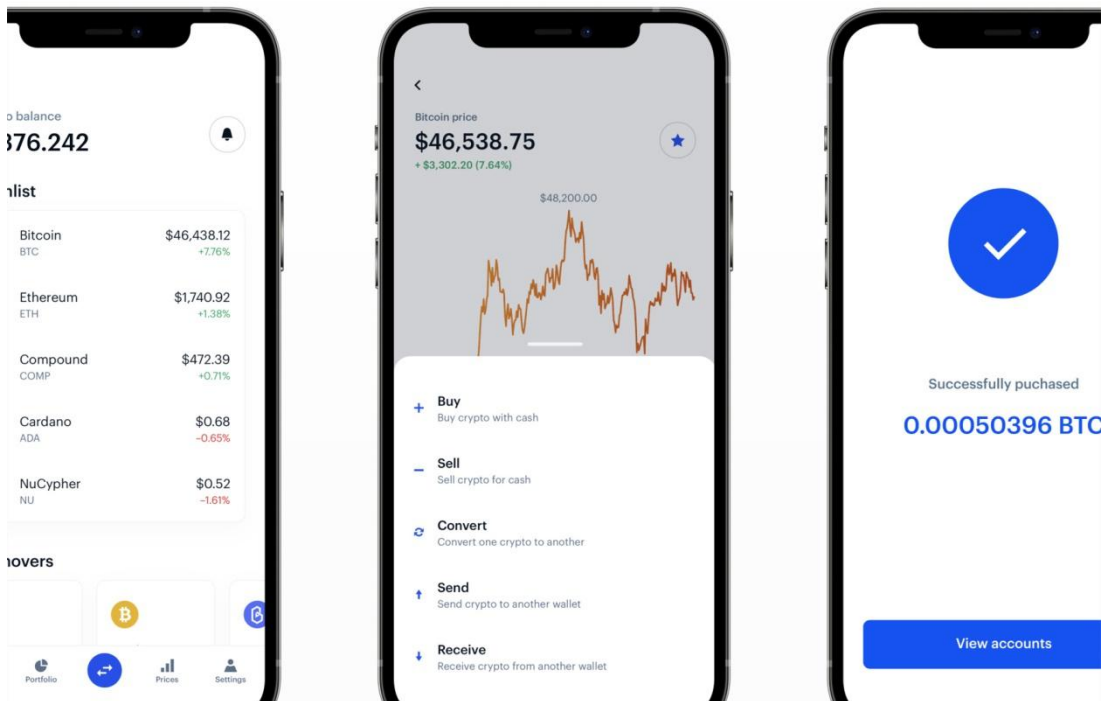 o balance
376.242
hlist
Bitcoin $46,438.12
BTC +7.76%
Ethereum $1,740.92
ETH +1.38%
Compound $472.39
COMP +0.71%
Cardano $0.68
ADA -0.65%
NuCypher $0.52
NU -1.61%
novers
Portfolio
Prices
Settings
Bitcoin price
$46,538.75
+ $3,302.20 (7.64%)
$48,200.00
Buy
Buy crypto with cash
Sell
Sell crypto for cash
Convert
Convert one crypto to another
Send
Send crypto to another wallet
Receive
Receive crypto from another wallet
Successfully puchased
0.00050396 BTC
View accounts